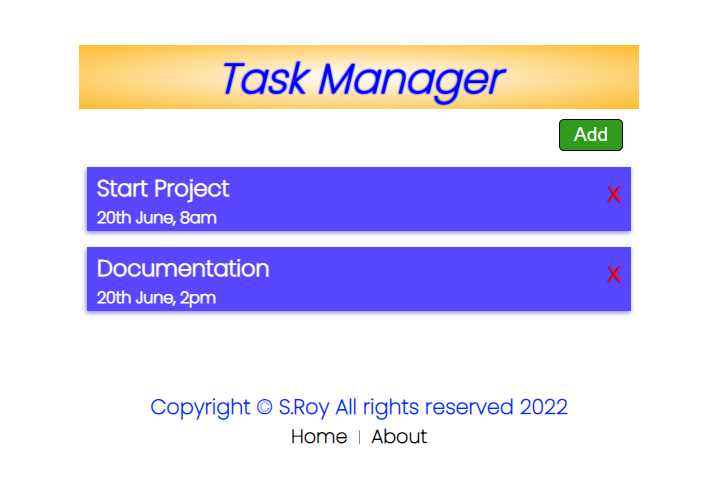 Task Manager
Add
Start Project
X
20th June, 8am
Documentation
X
20th June, 2pm
Copyright © S.Roy All rights reserved 2022
Home | About